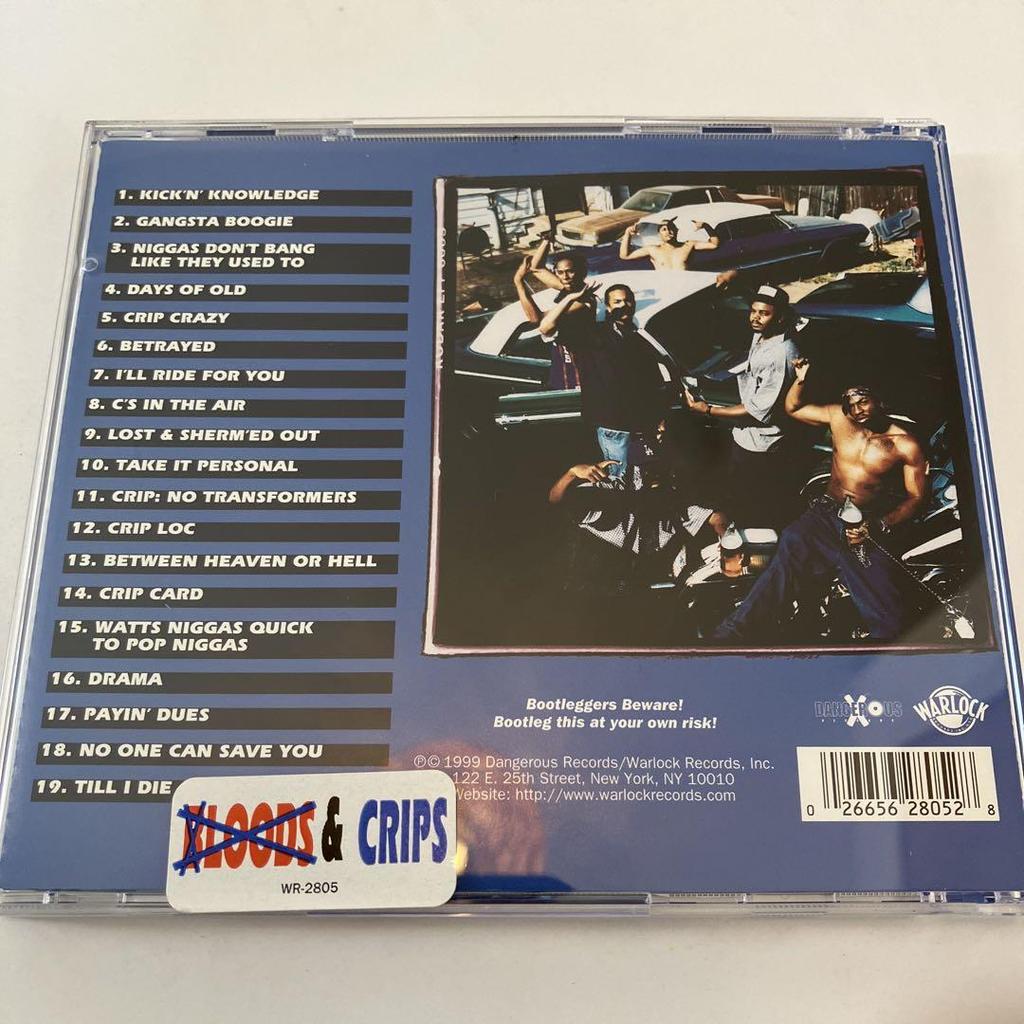 1. KICK'N' KNOWLEDGE
2. GANGSTA BOOGIE
3. NIGGAS DON'T BANG
LIKE THEY USED TO
4. DAYS OF OLD
5. CRIP CRAZY
6. BETRAYED
7. I'LL RIDE FOR YOU
8. C'S IN THE AIR
9. LOST & SHERM'ED OUT
10. TAKE IT PERSONAL
11. CRIP: NO TRANSFORMERS
12. CRIP LOC
13. BETWEEN HEAVEN OR HELL
14. CRIP CARD
15. WATTS NIGGAS QUICK
TO POP NIGGAS
16. DRAMA
17. PAYIN' DUES
18. NO ONE CAN SAVE YOU
19. TILL I DIE
BLOODS & CRIPS
WR-2805
Bootleggers Beware!
Bootleg this at your own risk!
℗© 1999 Dangerous Records/Warlock Records, Inc.
122 E. 25th Street, New York, NY 10010
Website: http://www.warlockrecords.com
DANGEROUS
WARLOCK
0 26656 28052 8